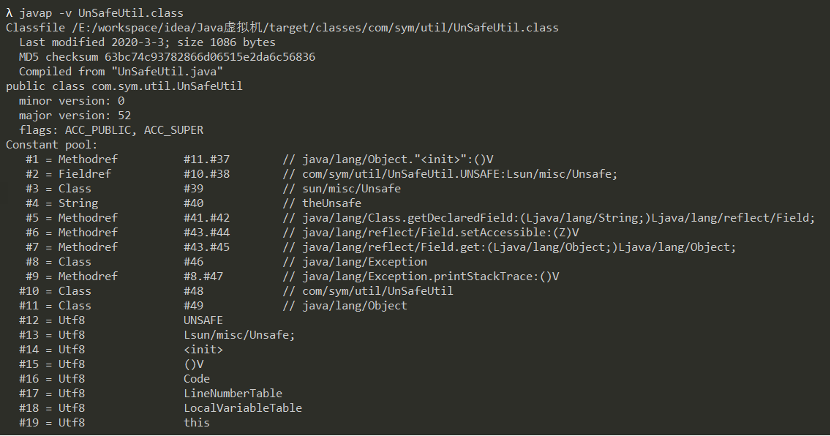 λ javap -v UnSafeUtil.class
Classfile /E:/workspace/idea/Java虚拟机/target/classes/com/sym/util/UnSafeUtil.class
  Last modified 2020-3-3; size 1086 bytes
  MD5 checksum 63bc74c93782866d06515e2da6c56836
  Compiled from "UnSafeUtil.java"
public class com.sym.util.UnSafeUtil
  minor version: 0
  major version: 52
  flags: ACC_PUBLIC, ACC_SUPER
Constant pool:
   #1 = Methodref          #11.#37        // java/lang/Object."<init>":()V
   #2 = Fieldref           #10.#38        // com/sym/util/UnSafeUtil.UNSAFE:Lsun/misc/Unsafe;
   #3 = Class              #39            // sun/misc/Unsafe
   #4 = String             #40            // theUnsafe
   #5 = Methodref          #41.#42        // java/lang/Class.getDeclaredField:(Ljava/lang/String;)Ljava/lang/reflect/Field;
   #6 = Methodref          #43.#44        // java/lang/reflect/Field.setAccessible:(Z)V
   #7 = Methodref          #43.#45        // java/lang/reflect/Field.get:(Ljava/lang/Object;)Ljava/lang/Object;
   #8 = Class              #46            // java/lang/Exception
   #9 = Methodref          #8.#47         // java/lang/Exception.printStackTrace:()V
  #10 = Class              #48            // com/sym/util/UnSafeUtil
  #11 = Class              #49            // java/lang/Object
  #12 = Utf8               UNSAFE
  #13 = Utf8               Lsun/misc/Unsafe;
  #14 = Utf8               <init>
  #15 = Utf8               ()V
  #16 = Utf8               Code
  #17 = Utf8               LineNumberTable
  #18 = Utf8               LocalVariableTable
  #19 = Utf8               this